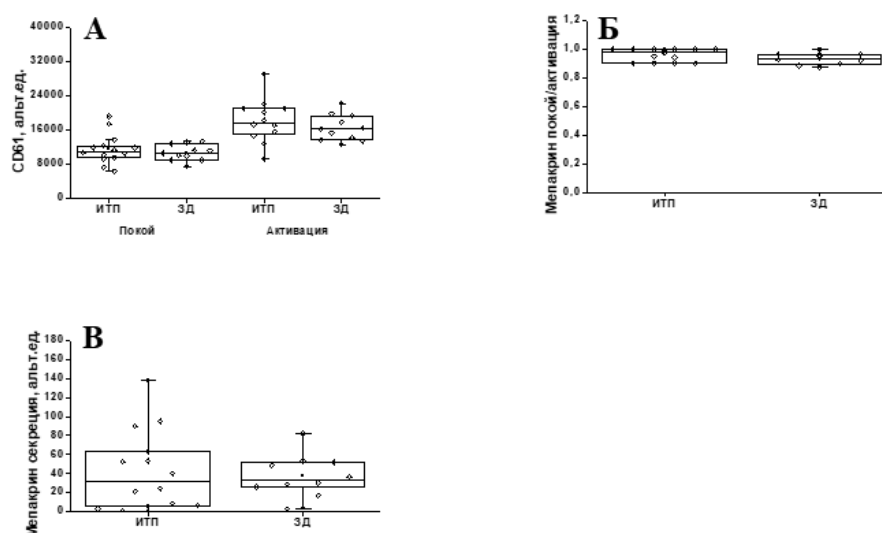 А
CD61, альт.ед.
40000
32000
24000
16000
8000
0
ИТП
ЗД
ИТП
ЗД
Покой
Активация
Б
Мепакрин покой/активация
1,2
1,0
0,8
0,6
0,4
0,2
0,0
ИТП
ЗД
В
Мепакрин секреция, альт.ед.
180
160
140
120
100
80
60
40
20
0
ИТП
ЗД